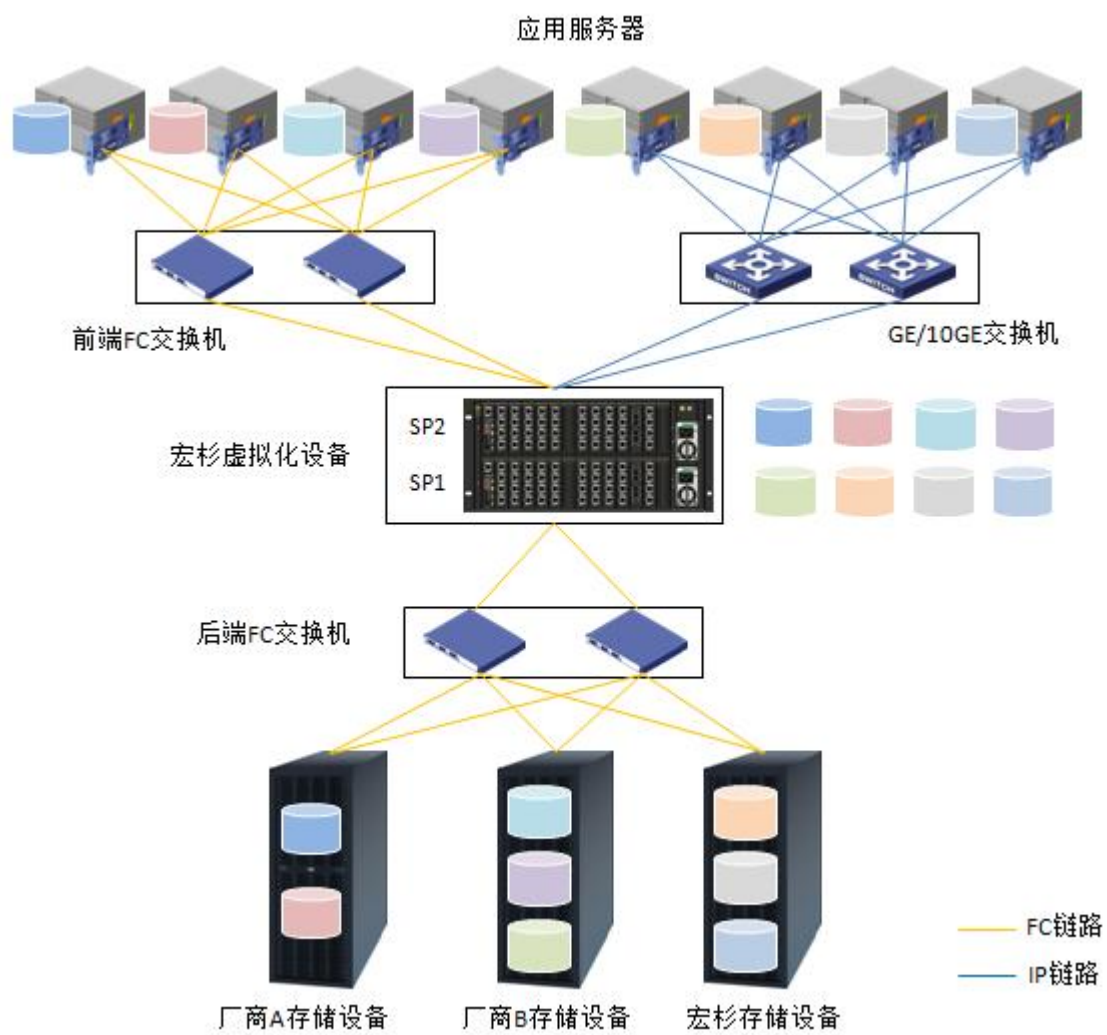 应用服务器
SWITCH SWITCH
前端FC交换机
GE/10GE交换机
SP2
宏杉虚拟化设备
SP1
后端FC交换机
FC链路
IP链路
厂商A存储设备 厂商B存储设备 宏杉存储设备